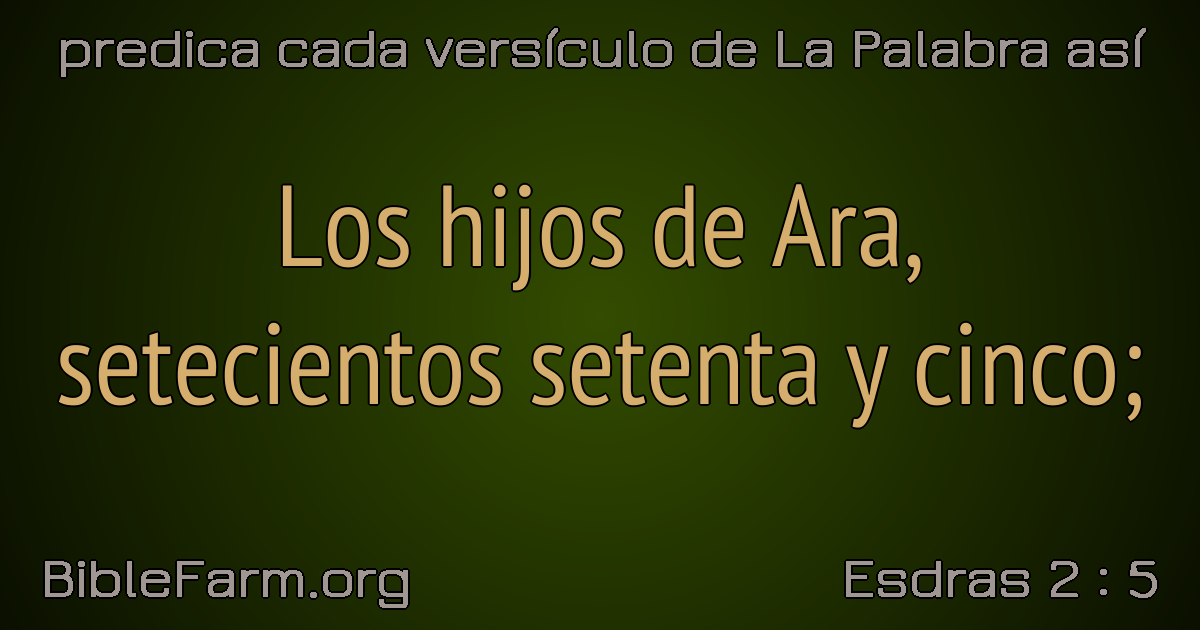 predica cada versículo de La Palabra así
Los hijos de Ara,
setecientos setenta y cinco;
BibleFarm.org
Esdras 2 : 5